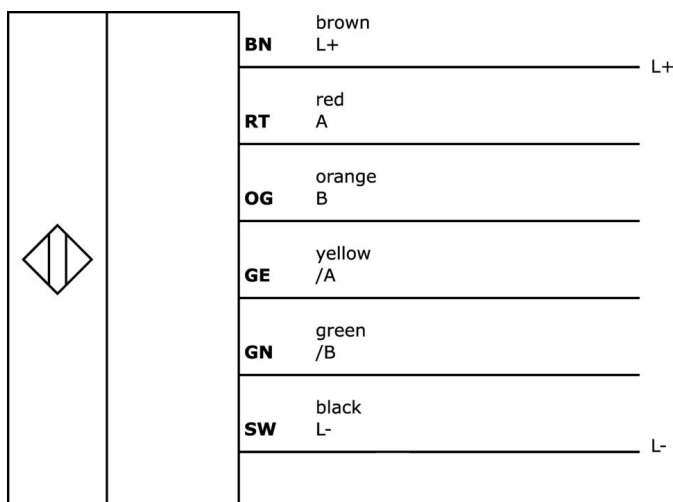 brown
BN L+
L+
red
RT A
orange
OG B
yellow
GE /A
green
GN /B
black
SW L-
L-